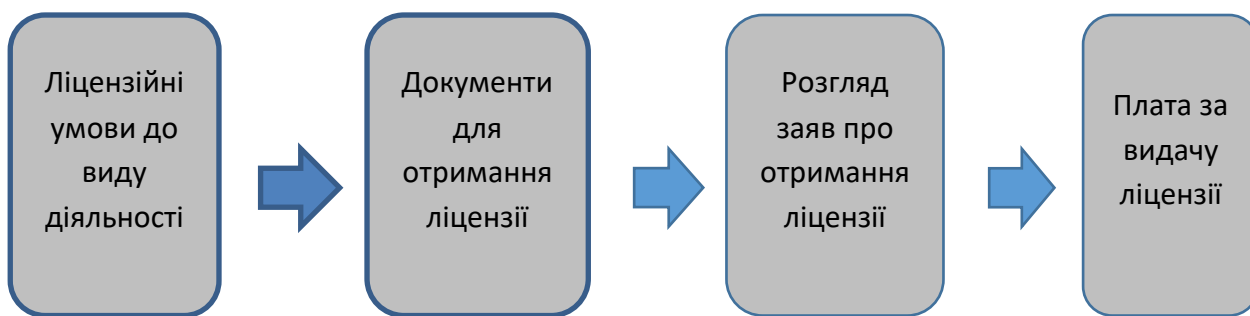 Ліцензійні
умови до
виду
діяльності
Документи
для
отримання
ліцензії
Розгляд
заяв про
отримання
ліцензії
Плата за
видачу
ліцензії